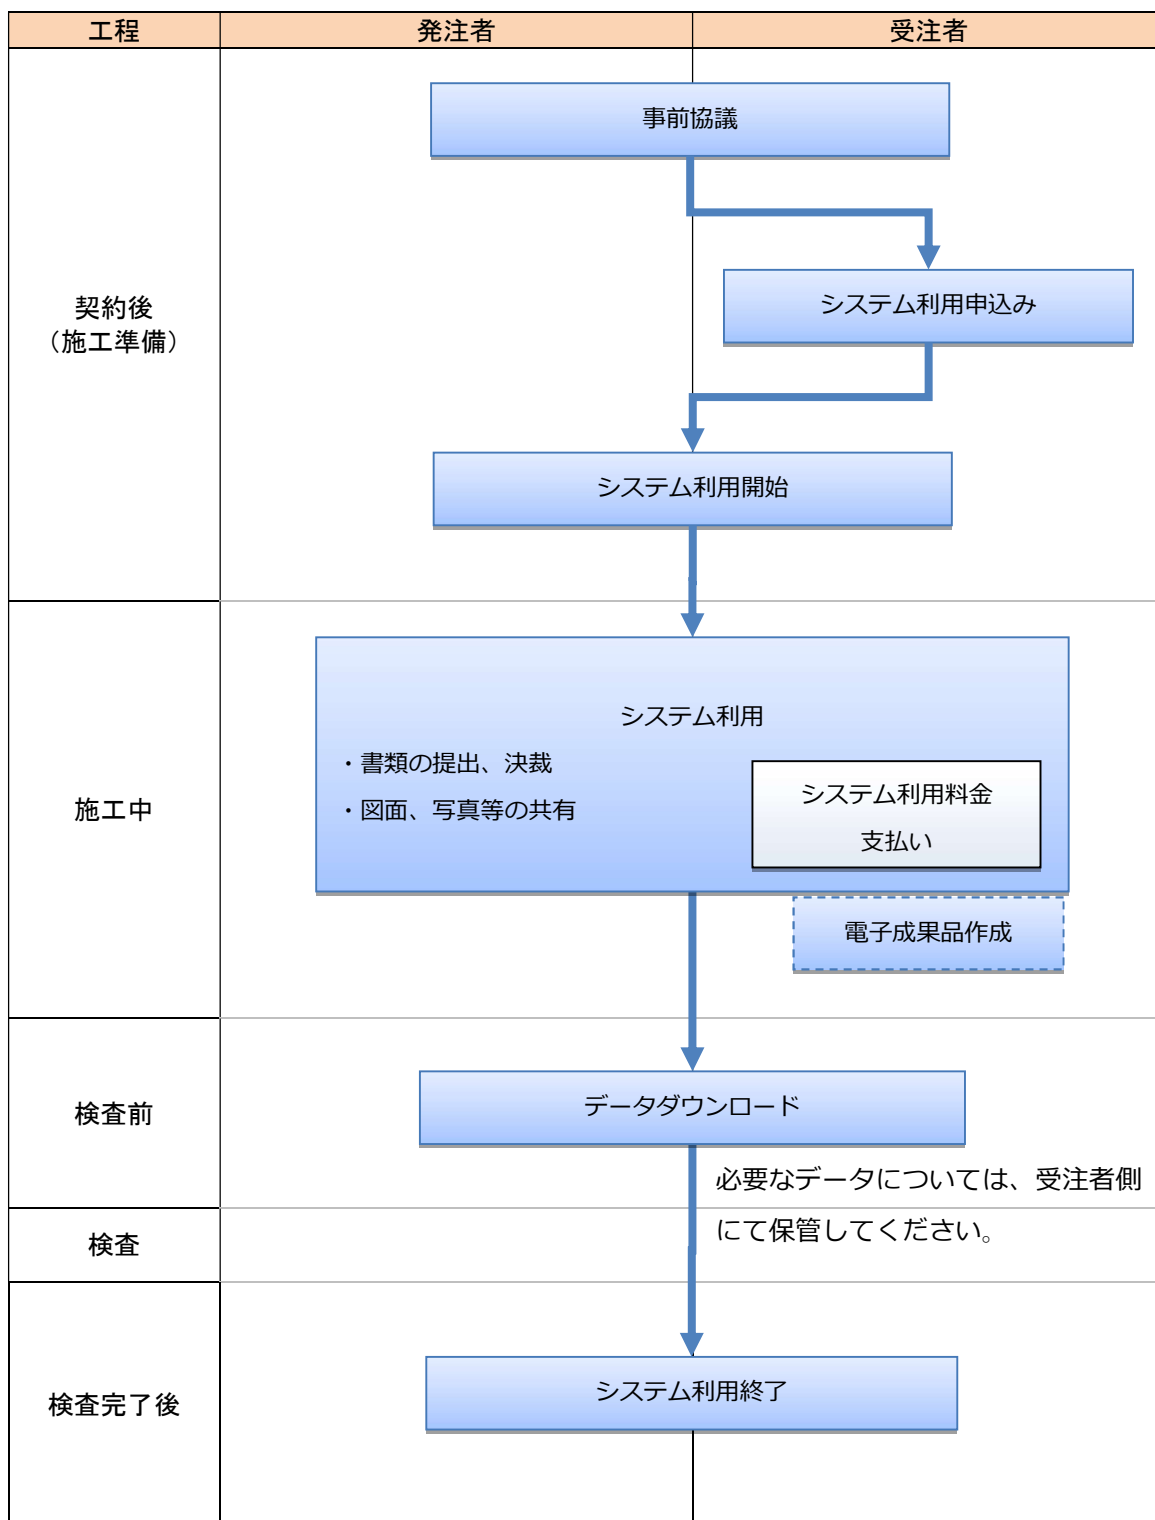 工程
発注者
受注者
事前協議
システム利用申込み
契約後
（施工準備）
システム利用開始
システム利用
・書類の提出、決裁
・図面、写真等の共有
システム利用料金
支払い
施工中
電子成果品作成
検査前
データダウンロード
必要なデータについては、受注者側
にて保管してください。
検査
検査完了後
システム利用終了